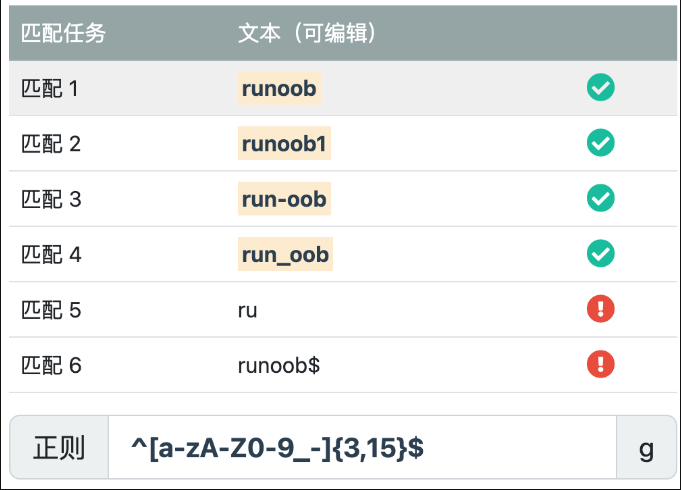 匹配任务 文本（可编辑）
匹配 1 runoob
匹配 2 runoob1
匹配 3 run-oob
匹配 4 run_oob
匹配 5 ru
匹配 6 runoob$
正则 ^[a-zA-Z0-9_-]{3,15}$ g